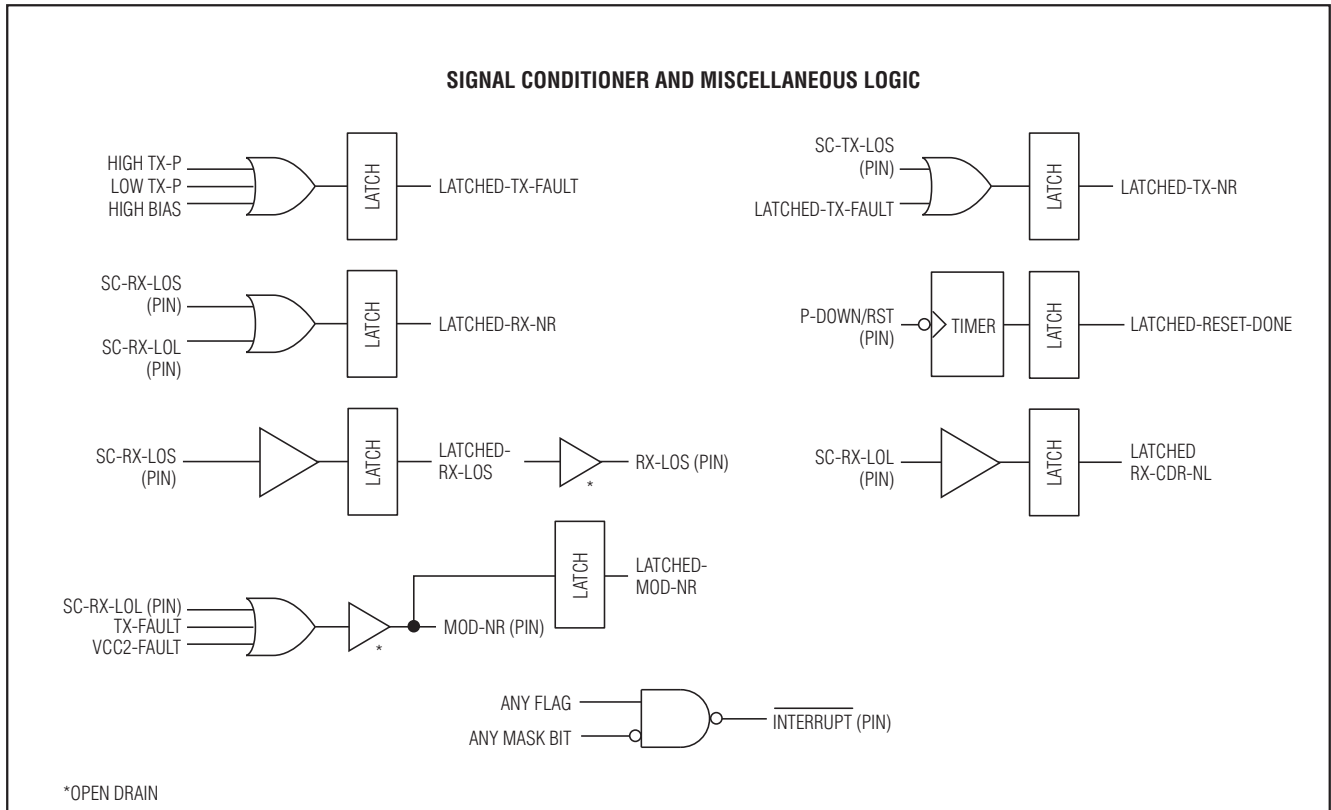 SIGNAL CONDITIONER AND MISCELLANEOUS LOGIC
HIGH TX-P
LOW TX-P
HIGH BIAS
LATCH
LATCHED-TX-FAULT
SC-TX-LOS
(PIN)
LATCHED-TX-FAULT
LATCH
LATCHED-TX-NR
SC-RX-LOS
(PIN)
SC-RX-LOL
(PIN)
LATCH
LATCHED-RX-NR
P-DOWN/RST
(PIN)
TIMER
LATCH
LATCHED-RESET-DONE
SC-RX-LOS
(PIN)
LATCH
LATCHED-
RX-LOS
*
RX-LOS (PIN)
SC-RX-LOL
(PIN)
LATCH
LATCHED
RX-CDR-NL
SC-RX-LOL (PIN)
TX-FAULT
VCC2-FAULT
*
MOD-NR (PIN)
LATCH
LATCHED-
MOD-NR
ANY FLAG
ANY MASK BIT
INTERRUPT (PIN)
*OPEN DRAIN